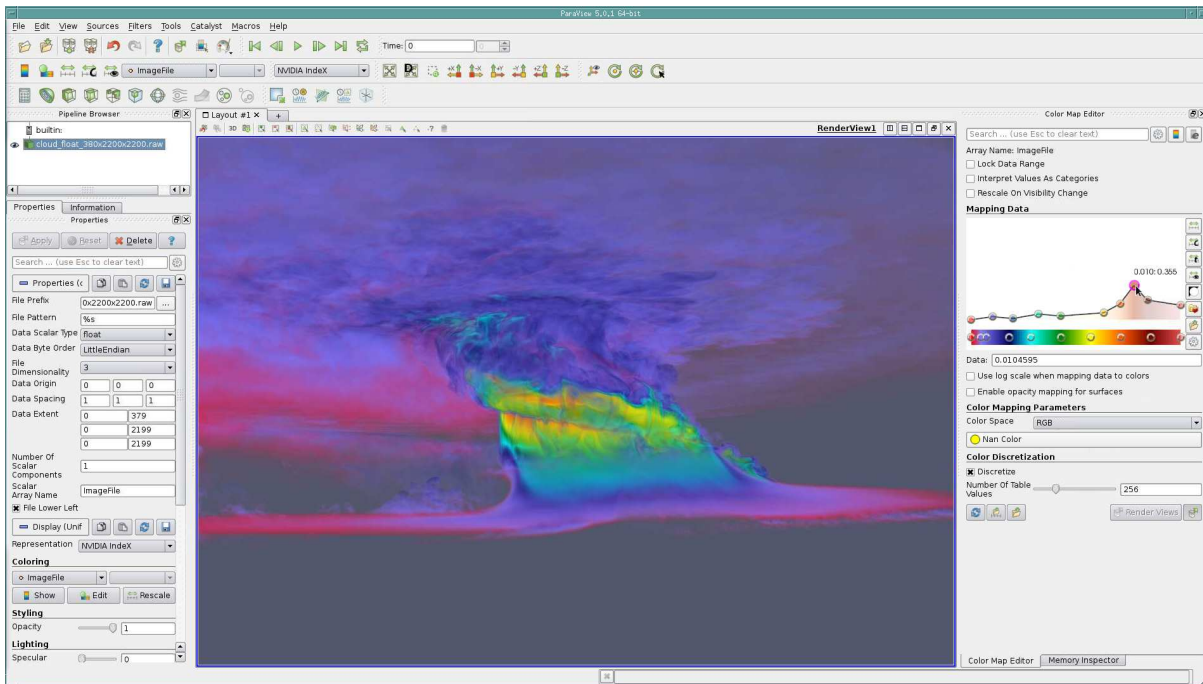 ParaView 5.0.1 64-bit
File Edit View Sources Filters Tools Catalyst Macros Help
Time: 0 0
ImageFile NVIDIA IndeX
3D -?
Pipeline Browser
builtin:
cloud_float_380x2200x2200.raw
Properties Information
Properties
Apply Reset Delete ?
Search ... (use Esc to clear text)
Properties (c
File Prefix 0x2200x2200.raw ...
File Pattern %s
Data Scalar Type float
Data Byte Order LittleEndian
File
Dimensionality 3
Data Origin 0 0 0
Data Spacing 1 1 1
Data Extent 0 379
0 2199
0 2199
Number Of
Scalar
Components 1
Scalar
Array Name ImageFile
File Lower Left
Display (Unif
Representation NVIDIA IndeX
Coloring
ImageFile
Show Edit Rescale
Styling
Opacity 1
Lighting
Specular 0
Layout #1 × +
RenderView1
Color Map Editor
Search ... (use Esc to clear text)
Array Name: ImageFile
Lock Data Range
Interpret Values As Categories
Rescale On Visibility Change
Mapping Data
Data: 0.0104595
Use log scale when mapping data to colors
Enable opacity mapping for surfaces
Color Mapping Parameters
Color Space RGB
Nan Color
Color Discretization
Discretize
Number Of Table
Values 256
Render Views
Color Map Editor Memory Inspector